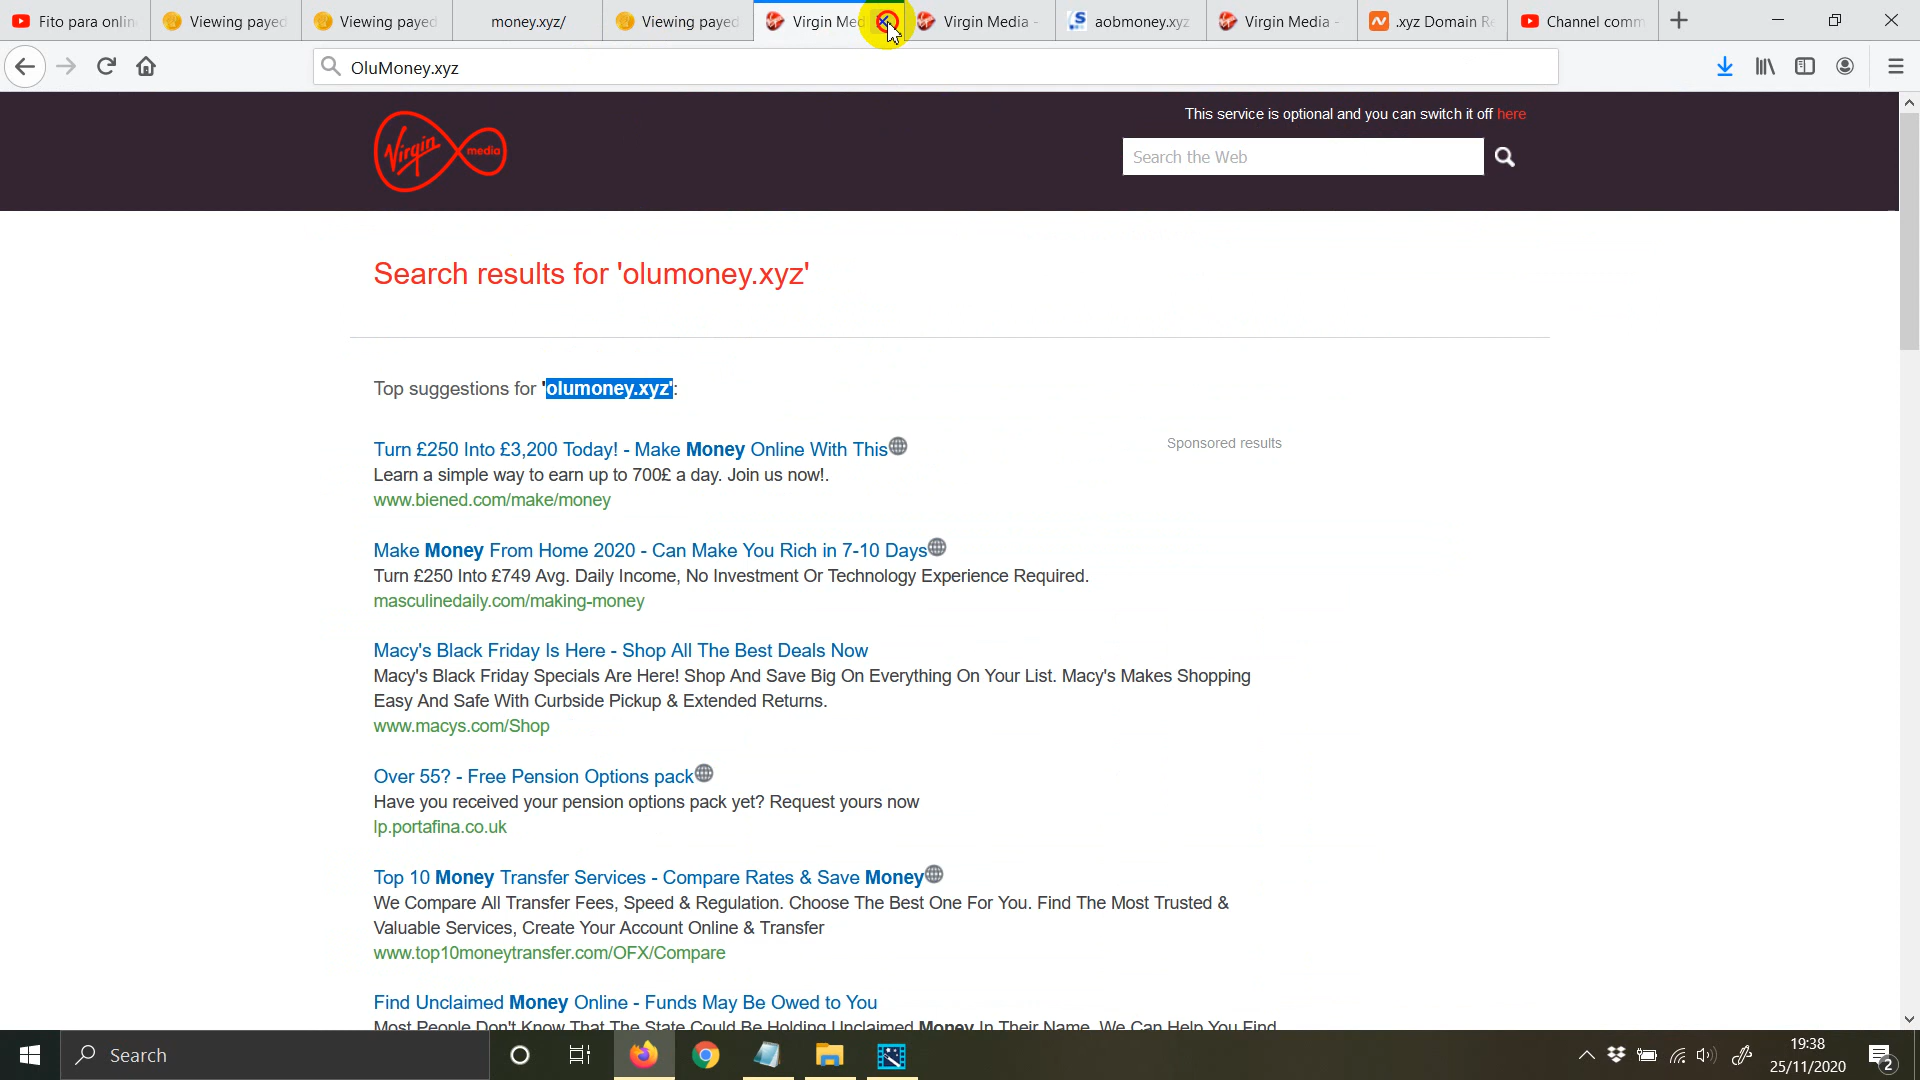 Fito para onlin
Viewing payed
Viewing payed
money.xyz/
Viewing payed
Virgin Med
Virgin Media -
aobmoney.xyz
Virgin Media -
.xyz Domain Re
Channel comm
OluMoney.xyz
This service is optional and you can switch it off here
Virgin media
Search the Web
Search results for 'olumoney.xyz'
Top suggestions for 'olumoney.xyz':
Sponsored results
Turn £250 Into £3,200 Today! - Make Money Online With This
Learn a simple way to earn up to 700£ a day. Join us now!.
www.biened.com/make/money
Make Money From Home 2020 - Can Make You Rich in 7-10 Days
Turn £250 Into £749 Avg. Daily Income, No Investment Or Technology Experience Required.
masculinedaily.com/making-money
Macy's Black Friday Is Here - Shop All The Best Deals Now
Macy's Black Friday Specials Are Here! Shop And Save Big On Everything On Your List. Macy's Makes Shopping
Easy And Safe With Curbside Pickup & Extended Returns.
www.macys.com/Shop
Over 55? - Free Pension Options pack
Have you received your pension options pack yet? Request yours now
lp.portafina.co.uk
Top 10 Money Transfer Services - Compare Rates & Save Money
We Compare All Transfer Fees, Speed & Regulation. Choose The Best One For You. Find The Most Trusted &
Valuable Services, Create Your Account Online & Transfer
www.top10moneytransfer.com/OFX/Compare
Find Unclaimed Money Online - Funds May Be Owed to You
Most People Don't Know That The State Could Be Holding Unclaimed Money In Their Name. We Can Help You Find
Search
19:38
25/11/2020
2